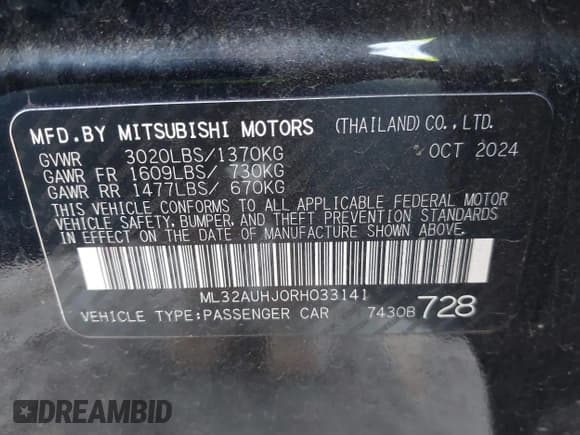 MFD.BY MITSUBISHI MOTORS (THAILAND)CO.,LTD.
GVWR 3020LBS/1370KG OCT 2024
GAWR FR 1609LBS/ 730KG
GAWR RR 1477LBS/ 670KG
THIS VEHICLE CONFORMS TO ALL APPLICABLE FEDERAL MOTOR
VEHICLE SAFETY, BUMPER, AND THEFT PREVENTION STANDARDS
IN EFFECT ON THE DATE OF MANUFACTURE SHOWN ABOVE.
ML32AUHJ0RH033141
VEHICLE TYPE:PASSENGER CAR 7430B 728
DREAMBID